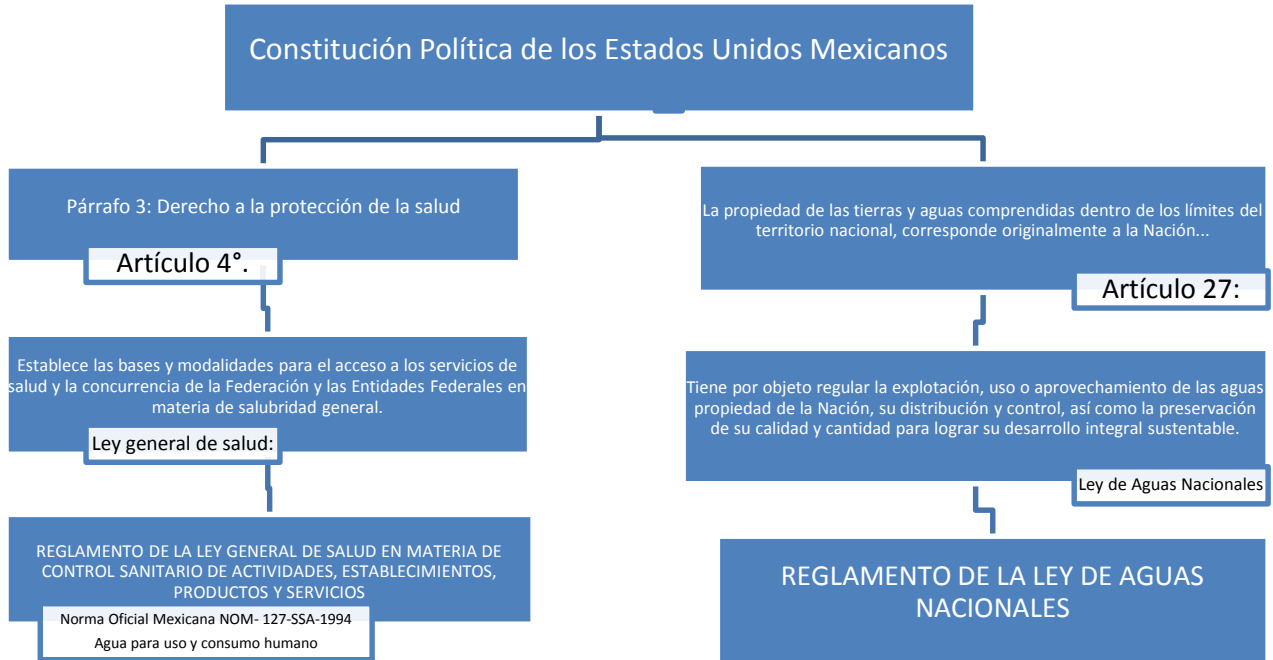 Constitución Política de los Estados Unidos Mexicanos
Párrafo 3: Derecho a la protección de la salud
Artículo 4°.
La propiedad de las tierras y aguas comprendidas dentro de los límites del
territorio nacional, corresponde originalmente a la Nación...
Artículo 27:
Establece las bases y modalidades para el acceso a los servicios de
salud y la concurrencia de la Federación y las Entidades Federales en
materia de salubridad general.
Ley general de salud:
Tiene por objeto regular la explotación, uso o aprovechamiento de las aguas
propiedad de la Nación, su distribución y control, así como la preservación
de su calidad y cantidad para lograr su desarrollo integral sustentable.
Ley de Aguas Nacionales
REGLAMENTO DE LA LEY GENERAL DE SALUD EN MATERIA DE
CONTROL SANITARIO DE ACTIVIDADES, ESTABLECIMIENTOS,
PRODUCTOS Y SERVICIOS
Norma Oficial Mexicana NOM- 127-SSA-1994
Agua para uso y consumo humano
REGLAMENTO DE LA LEY DE AGUAS
NACIONALES